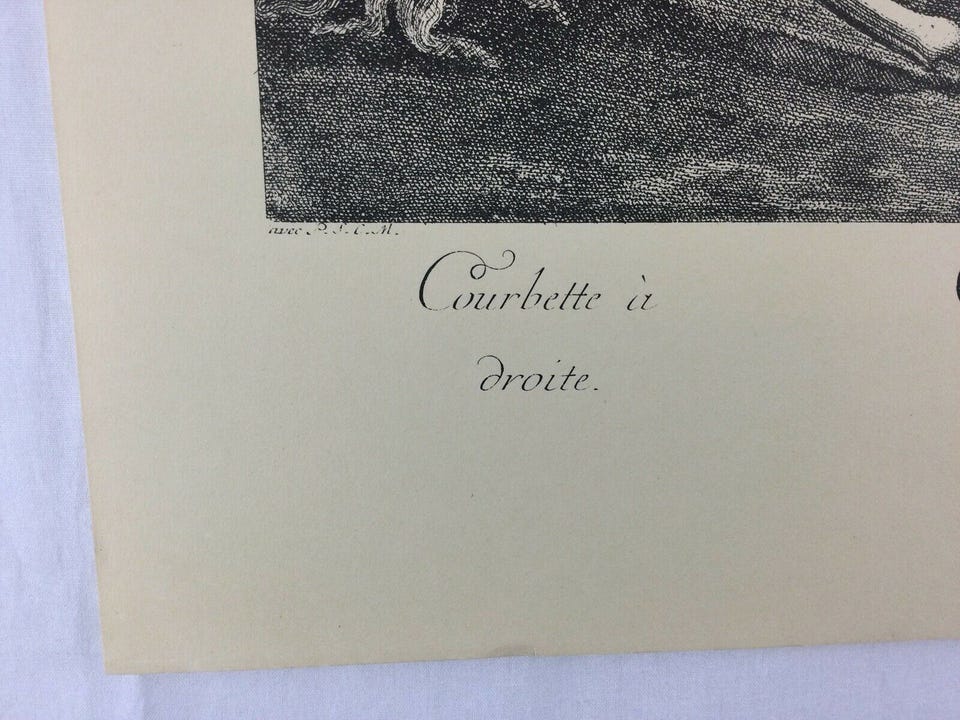 avec P. S. C. M.
Courbette à
droite.